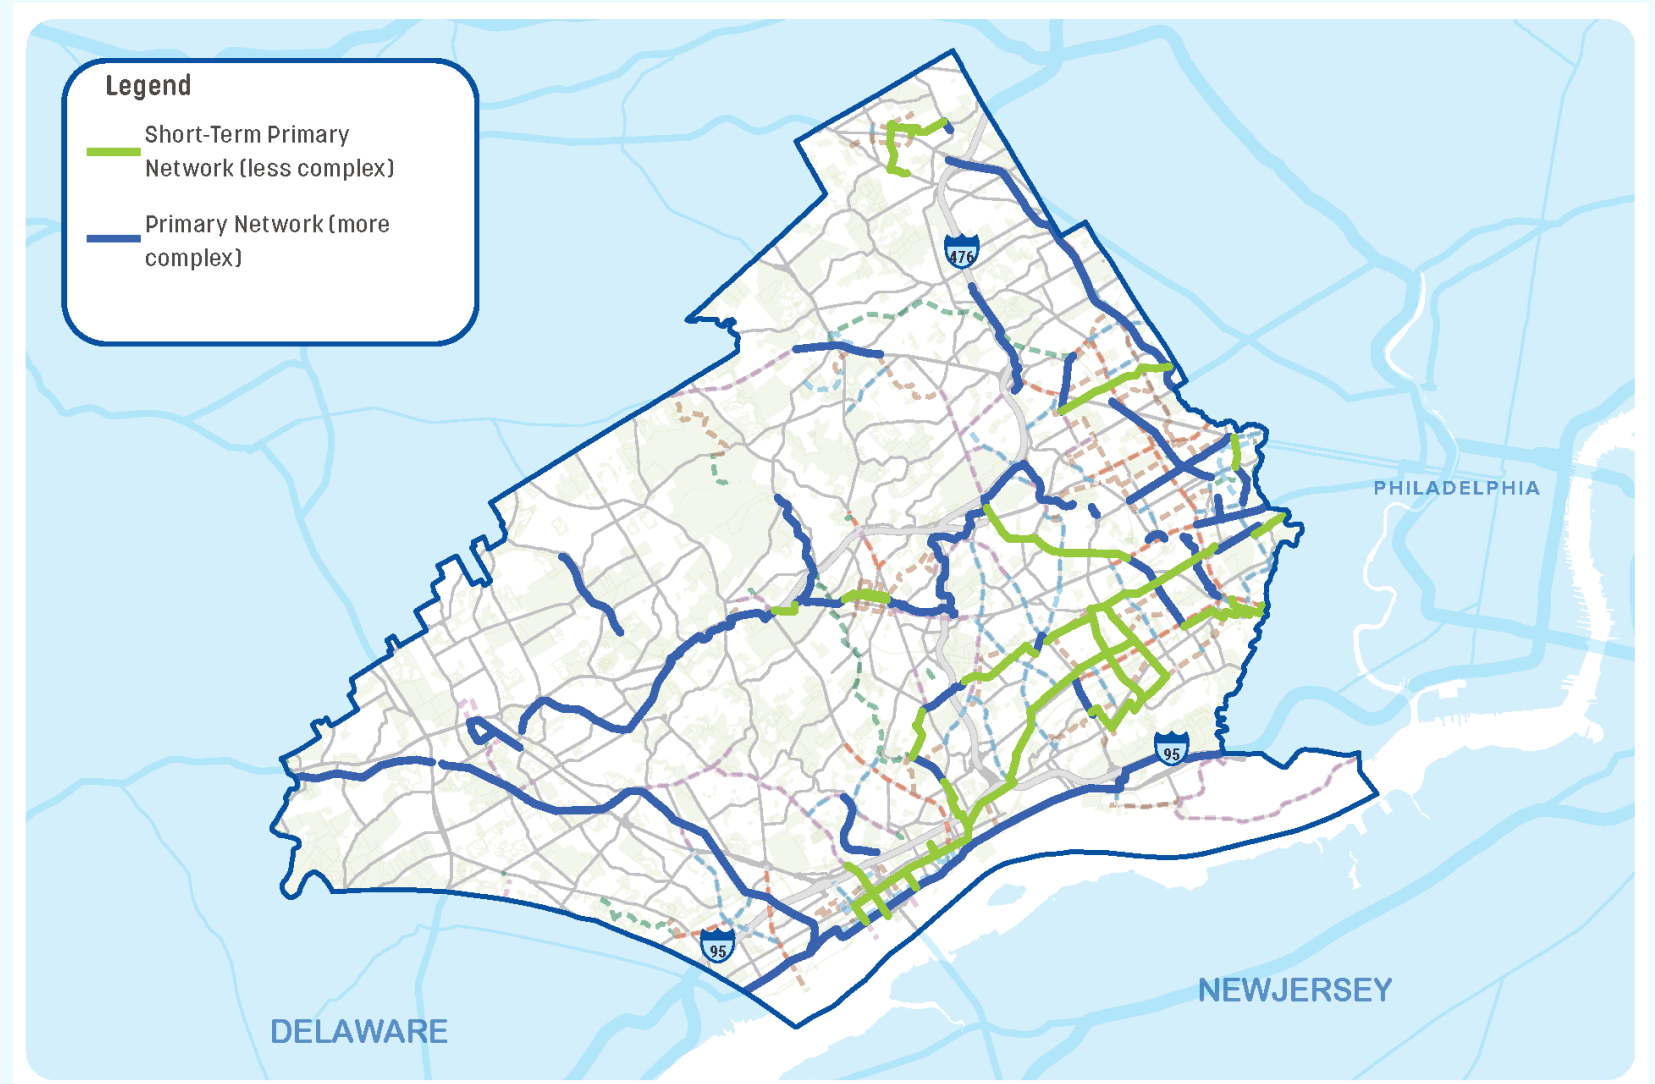 Legend
Short-Term Primary
Network (less complex)
Primary Network (more
complex)
476
PHILADELPHIA
95
95
NEWJERSEY
DELAWARE